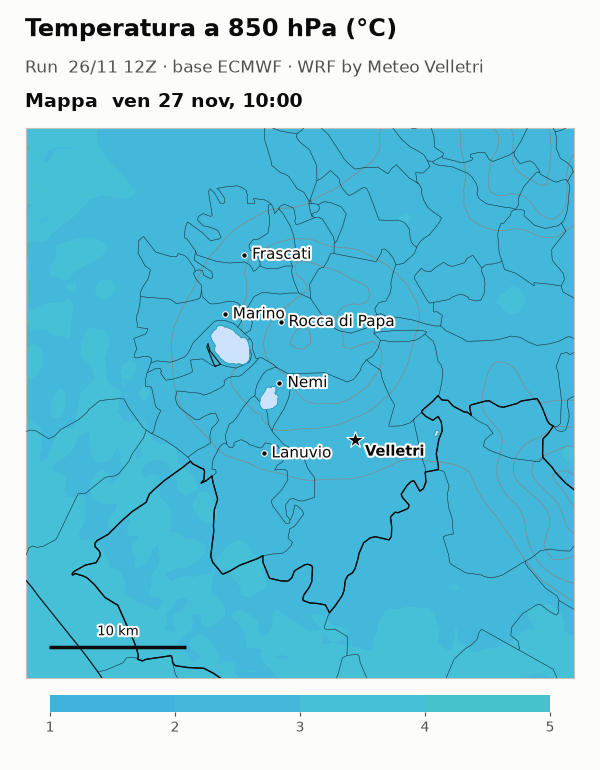 Temperatura a 850 hPa (°C)
Run  26/11 12Z · base ECMWF · WRF by Meteo Velletri
Mappa  ven 27 nov, 10:00
Frascati
Marino
Rocca di Papa
Nemi
Velletri
Lanuvio
10 km
1 2 3 4 5